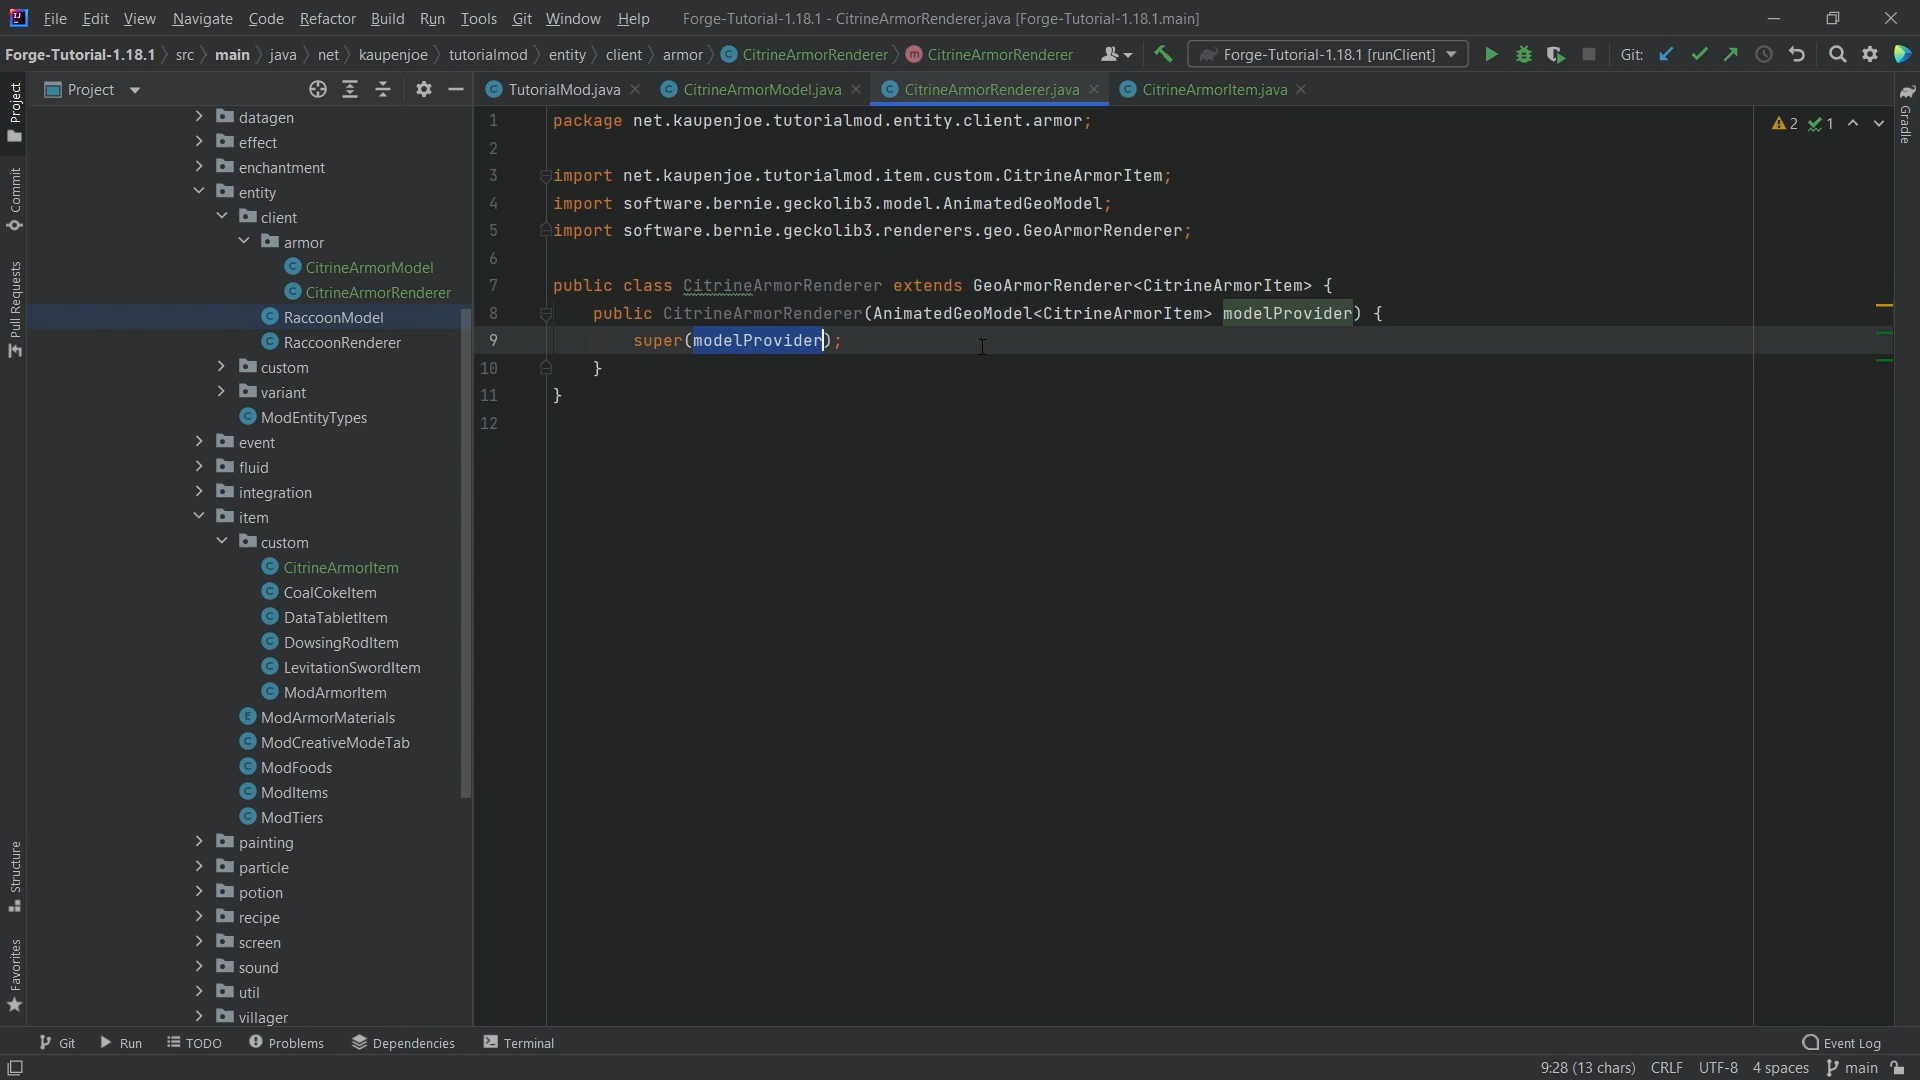 File Edit View Navigate Code Refactor Build Run Tools Git Window Help Forge-Tutorial-1.18.1 - CitrineArmorRenderer.java [Forge-Tutorial-1.18.1.main]
Forge-Tutorial-1.18.1 src main java net kaupenjoe tutorialmod entity client armor CitrineArmorRenderer CitrineArmorRenderer Forge-Tutorial-1.18.1 [runClient] Git:
Project
TutorialMod.java CitrineArmorModel.java CitrineArmorRenderer.java CitrineArmorItem.java
Project
Commit
Pull Requests
Structure
Favorites
datagen
effect
enchantment
entity
client
armor
CitrineArmorModel
CitrineArmorRenderer
RaccoonModel
RaccoonRenderer
custom
variant
ModEntityTypes
event
fluid
integration
item
custom
CitrineArmorItem
CoalCokeItem
DataTabletItem
DowsingRodItem
LevitationSwordItem
ModArmorItem
ModArmorMaterials
ModCreativeModeTab
ModFoods
ModItems
ModTiers
painting
particle
potion
recipe
screen
sound
util
villager
1 package net.kaupenjoe.tutorialmod.entity.client.armor;
2
3 import net.kaupenjoe.tutorialmod.item.custom.CitrineArmorItem;
4 import software.bernie.geckolib3.model.AnimatedGeoModel;
5 import software.bernie.geckolib3.renderers.geo.GeoArmorRenderer;
6
7 public class CitrineArmorRenderer extends GeoArmorRenderer<CitrineArmorItem> {
8 public CitrineArmorRenderer(AnimatedGeoModel<CitrineArmorItem> modelProvider) {
9 super(modelProvider);
10 }
11 }
12
2 1
Gradle
Git Run TODO Problems Dependencies Terminal Event Log
9:28 (13 chars) CRLF UTF-8 4 spaces main